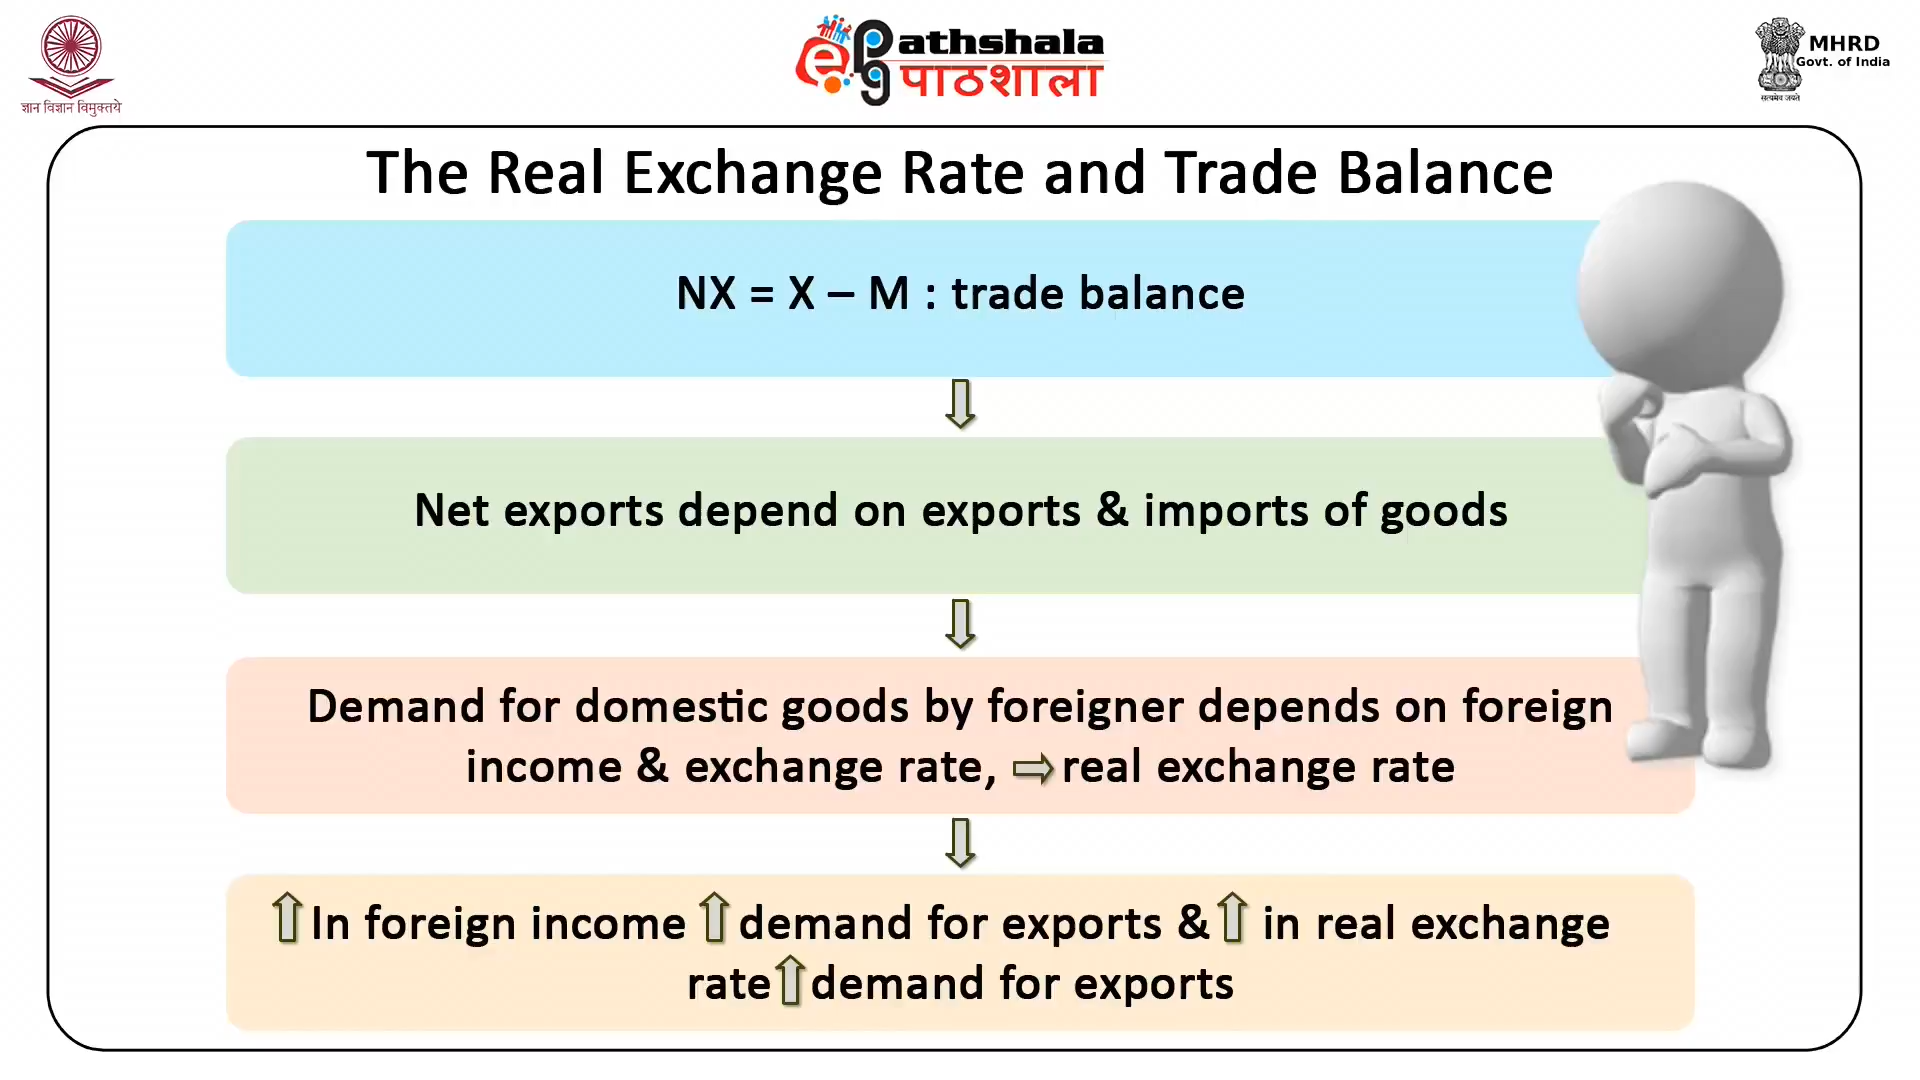 ज्ञान विज्ञान विमुक्तये
ePG Pathshala
पाठशाला
MHRD
Govt. of India
सत्यमेव जयते
The Real Exchange Rate and Trade Balance
NX = X – M : trade balance
Net exports depend on exports & imports of goods
Demand for domestic goods by foreigner depends on foreign
income & exchange rate, ⇨ real exchange rate
⇧ In foreign income ⇧ demand for exports & ⇧ in real exchange
rate ⇧ demand for exports